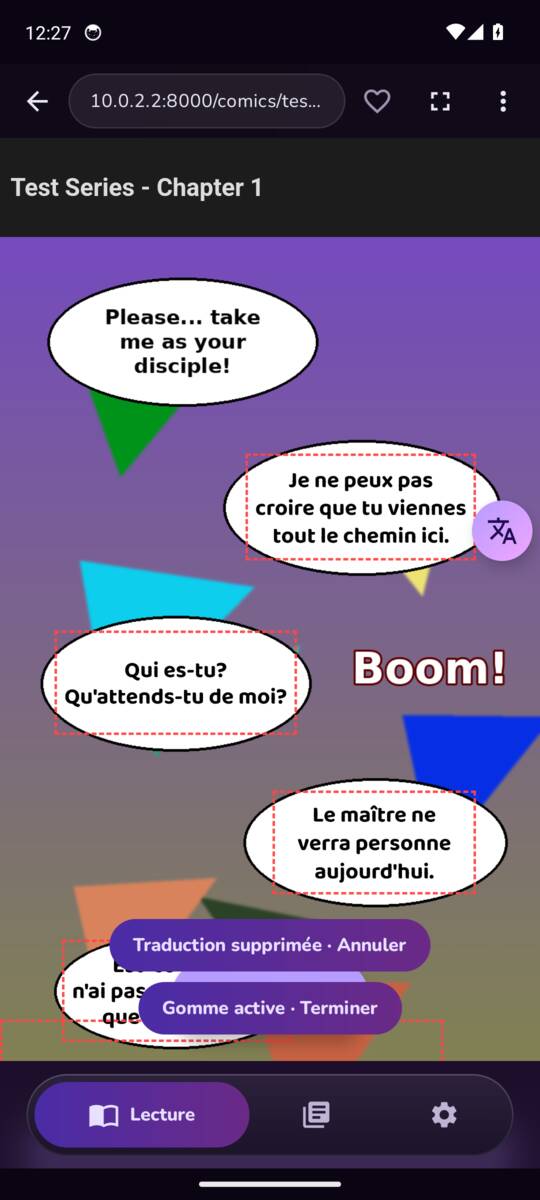 12:27
10.0.2.2:8000/comics/tes...
Test Series - Chapter 1
Please... take
me as your
disciple!
Je ne peux pas
croire que tu viennes
tout le chemin ici.
Qui es-tu?
Qu'attends-tu de moi?
Boom!
Le maître ne
verra personne
aujourd'hui.
Traduction supprimée · Annuler
n'ai pas
que
Gomme active · Terminer
Lecture